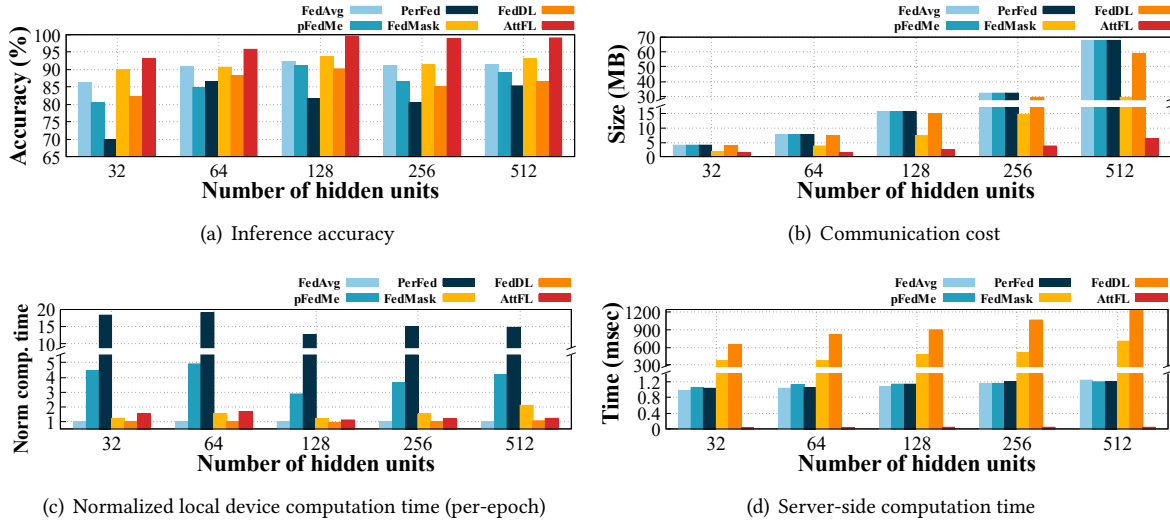 FedAvg PerFed FedDL
pFedMe FedMask AttFL
Accuracy (%)
100
95
90
85
80
75
70
65
32 64 128 256 512
Number of hidden units
(a) Inference accuracy
FedAvg PerFed FedDL
pFedMe FedMask AttFL
Size (MB)
70
60
50
40
30
15
10
5
0
32 64 128 256 512
Number of hidden units
(b) Communication cost
FedAvg PerFed FedDL
pFedMe FedMask AttFL
Norm comp. time
20
15
10
5
4
3
2
1
32 64 128 256 512
Number of hidden units
(c) Normalized local device computation time (per-epoch)
FedAvg PerFed FedDL
pFedMe FedMask AttFL
Time (msec)
1200
900
600
300
1.2
0.8
0.4
0
32 64 128 256 512
Number of hidden units
(d) Server-side computation time